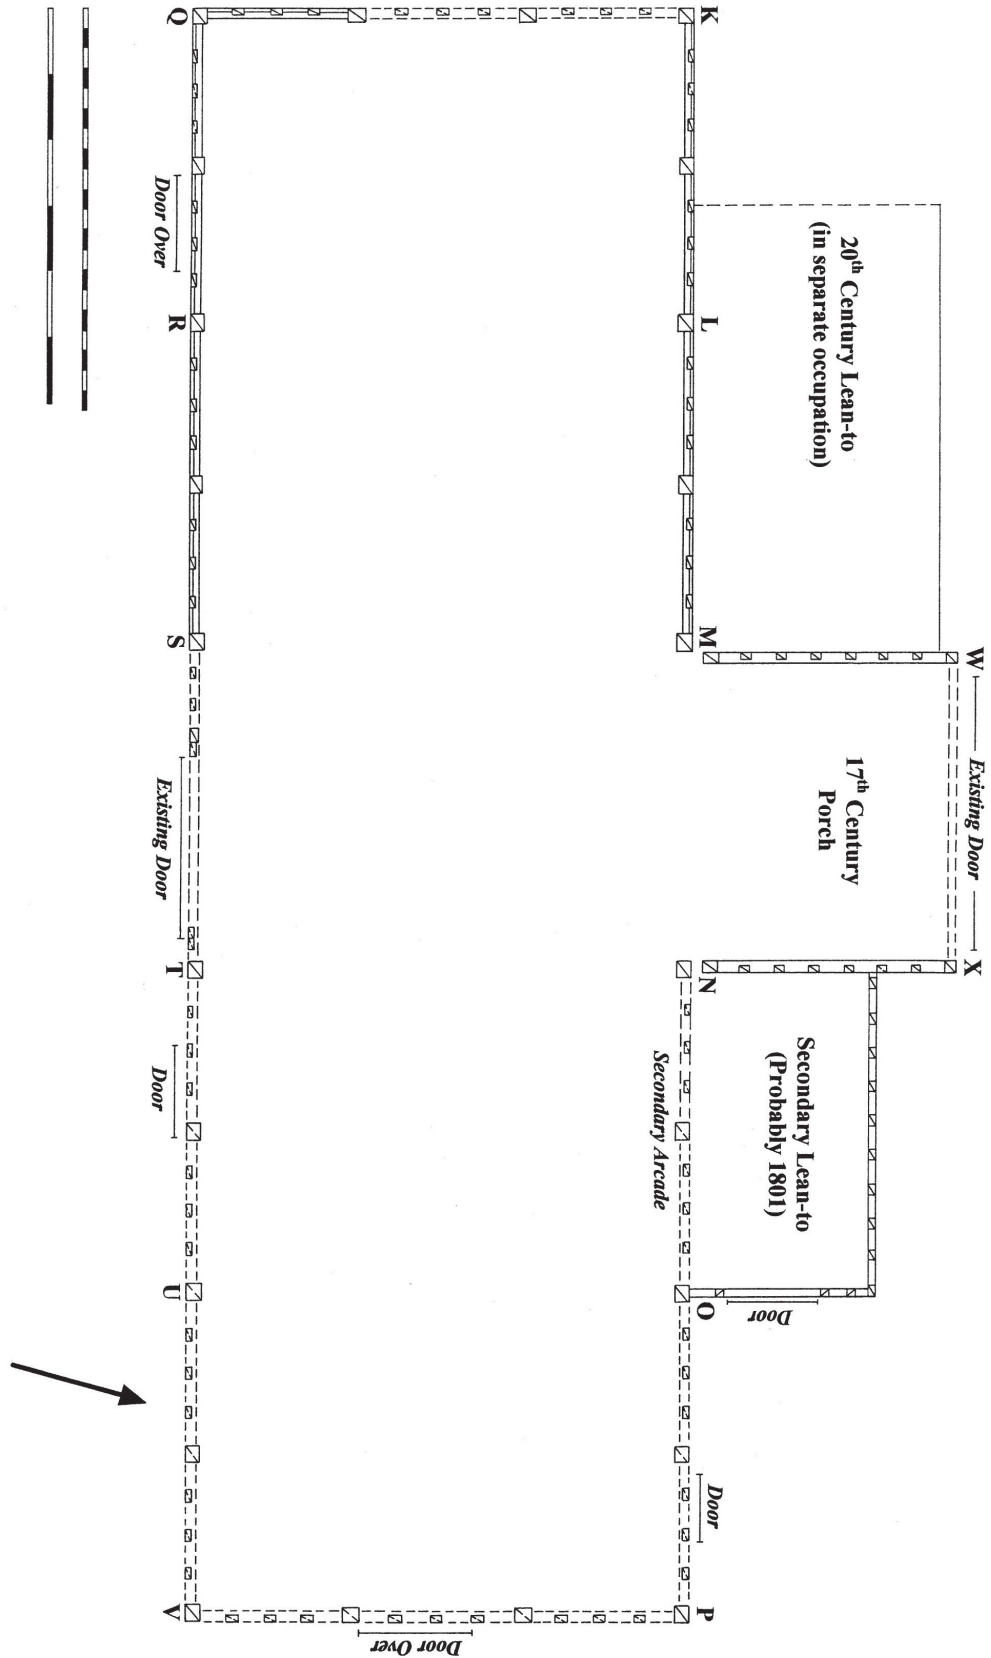 Q
K
Door Over
20th Century Lean-to
(in separate occupation)
R
L
S
M
W
Existing Door
17th Century
Porch
Existing Door
T
N
X
Secondary Lean-to
(Probably 1801)
Secondary Arcade
Door
U
O
Door
Door
V
P
Door Over